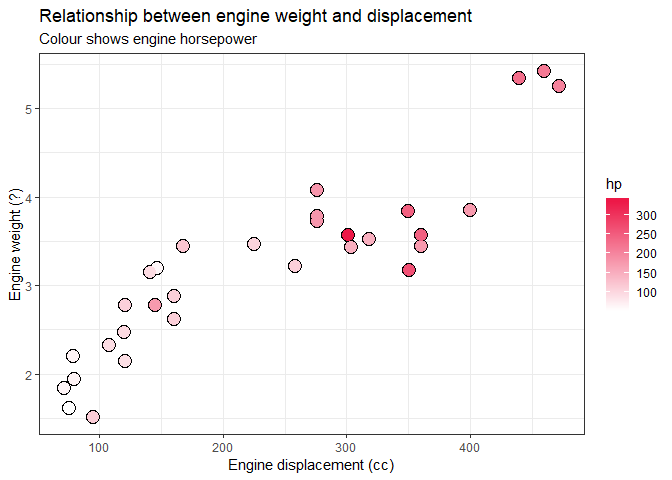 Relationship between engine weight and displacement
Colour shows engine horsepower
5
4
3
2
Engine weight (?)
100
200
300
400
Engine displacement (cc)
hp
300
250
200
150
100